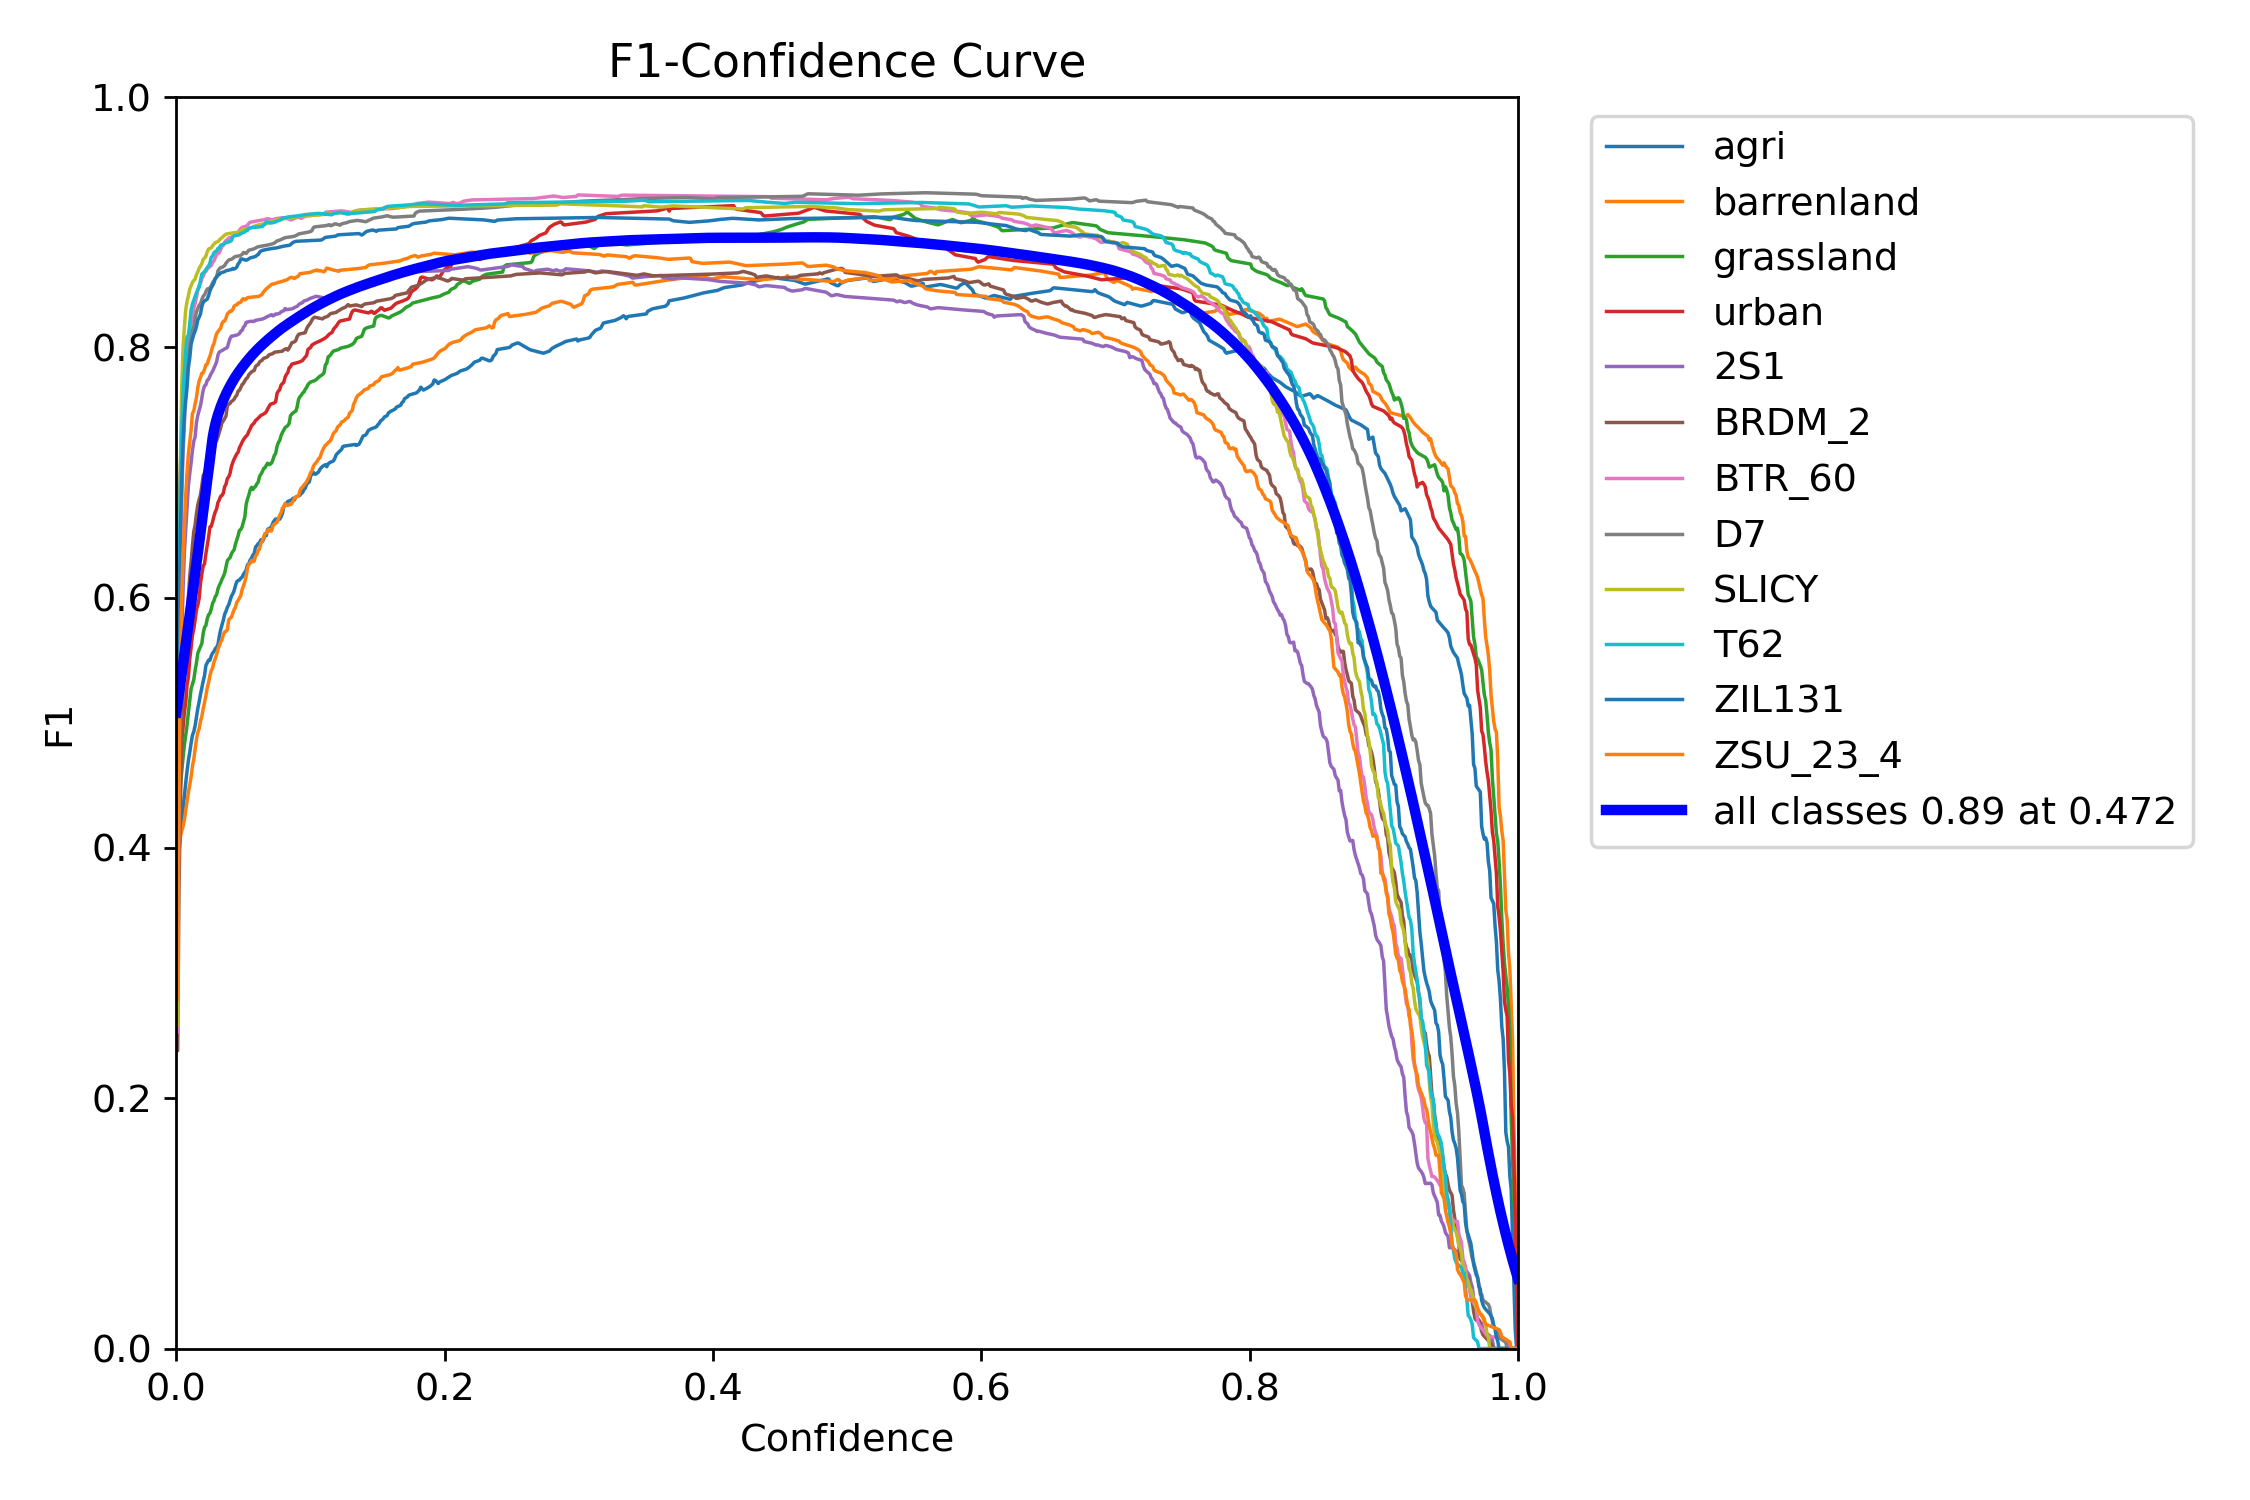 F1-Confidence Curve
1.0
0.8
0.6
0.4
0.2
0.0
F1
0.0 0.2 0.4 0.6 0.8 1.0
Confidence
agri
barrenland
grassland
urban
2S1
BRDM_2
BTR_60
D7
SLICY
T62
ZIL131
ZSU_23_4
all classes 0.89 at 0.472